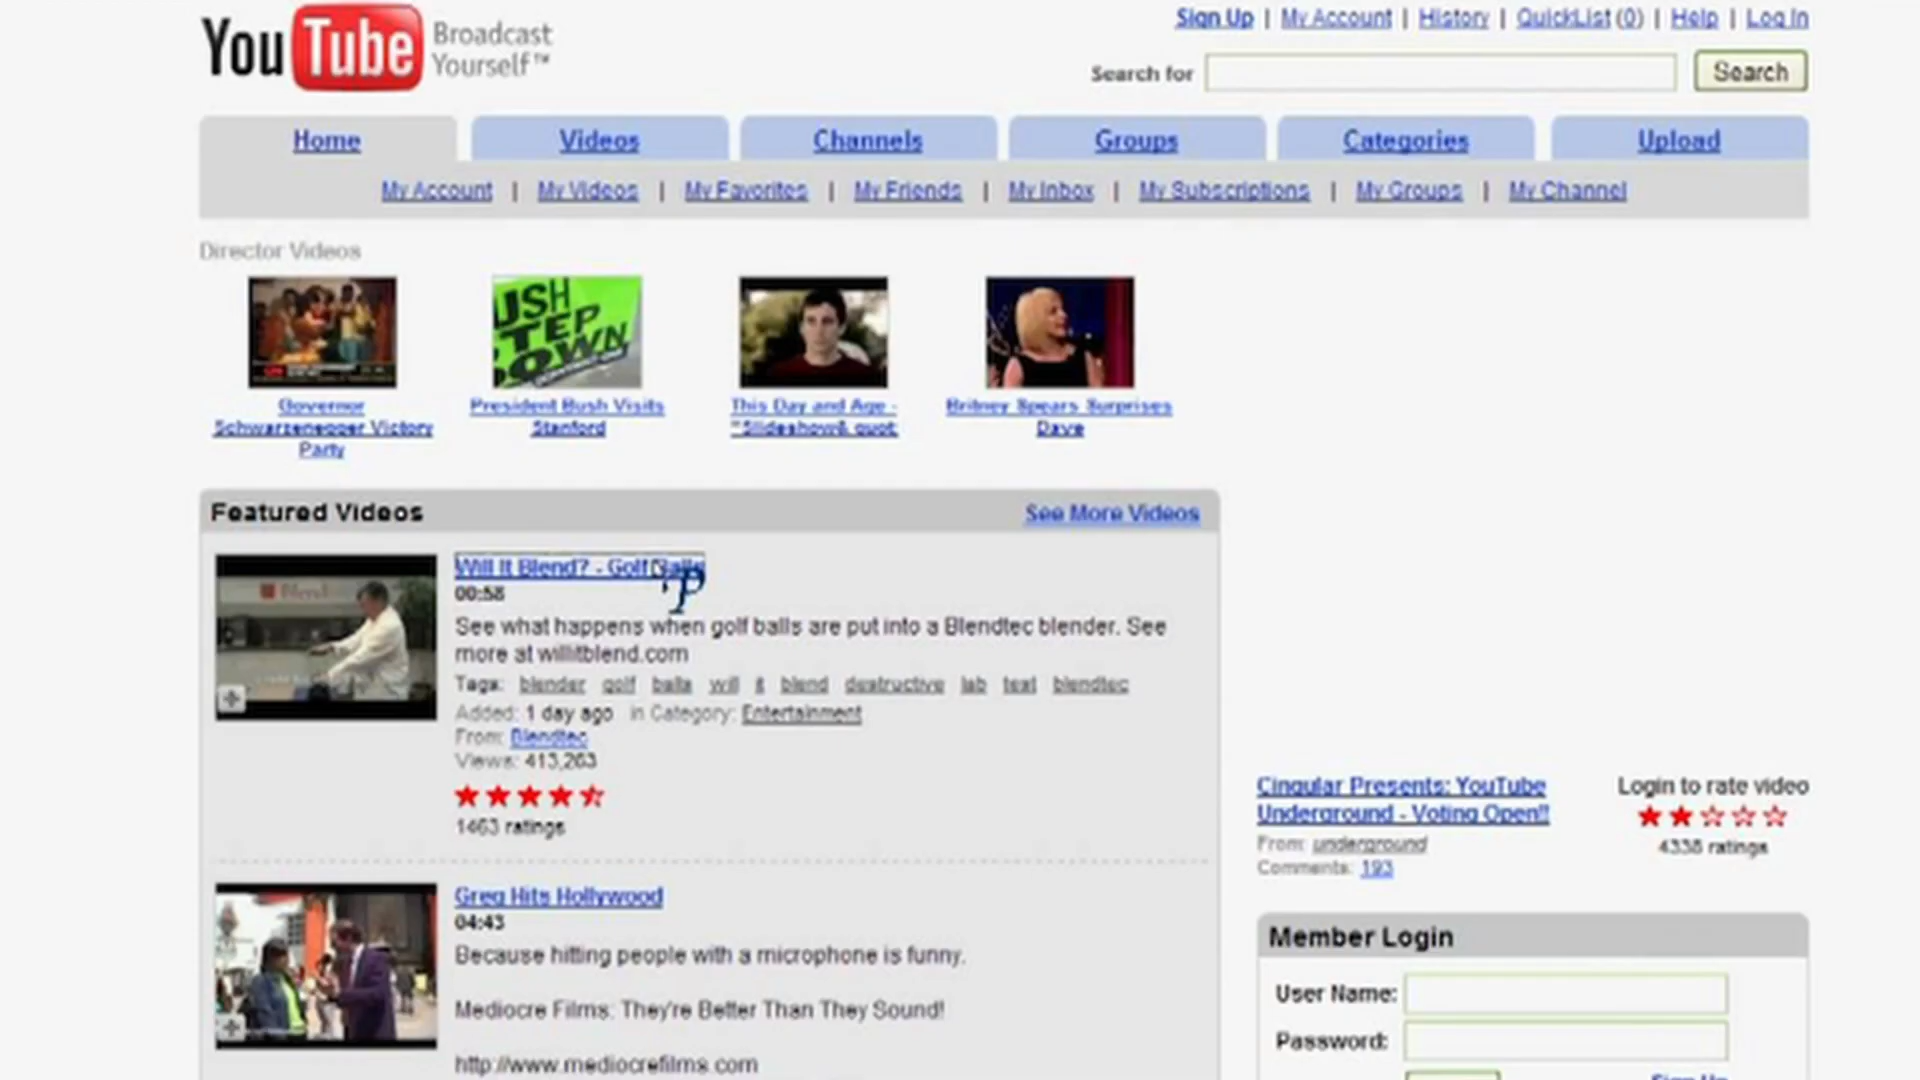 YouTube Broadcast Yourself™
Sign Up | My Account | History | QuickList (0) | Help | Log In
Search for Search
Home Videos Channels Groups Categories Upload
My Account | My Videos | My Favorites | My Friends | My Inbox | My Subscriptions | My Groups | My Channel
Director Videos
USH
STEP
DOWN
Governor Schwarzenegger Victory Party
President Bush Visits Stanford
This Day and Age - "Slideshow& quot;
Britney Spears Surprises Dave
Featured Videos See More Videos
Will It Blend? - Golf Balls
00:58
See what happens when golf balls are put into a Blendtec blender. See
more at willitblend.com
Tags: blender golf balls will it blend destructive lab test blendtec
Added: 1 day ago in Category: Entertainment
From: Blendtec
Views: 413,263
1463 ratings
Greg Hits Hollywood
04:43
Because hitting people with a microphone is funny.
Mediocre Films: They're Better Than They Sound!
http://www.mediocrefilms.com
Cingular Presents: YouTube
Underground - Voting Open!!
From: underground
Comments: 193
Login to rate video
4338 ratings
Member Login
User Name:
Password:
Sign Up